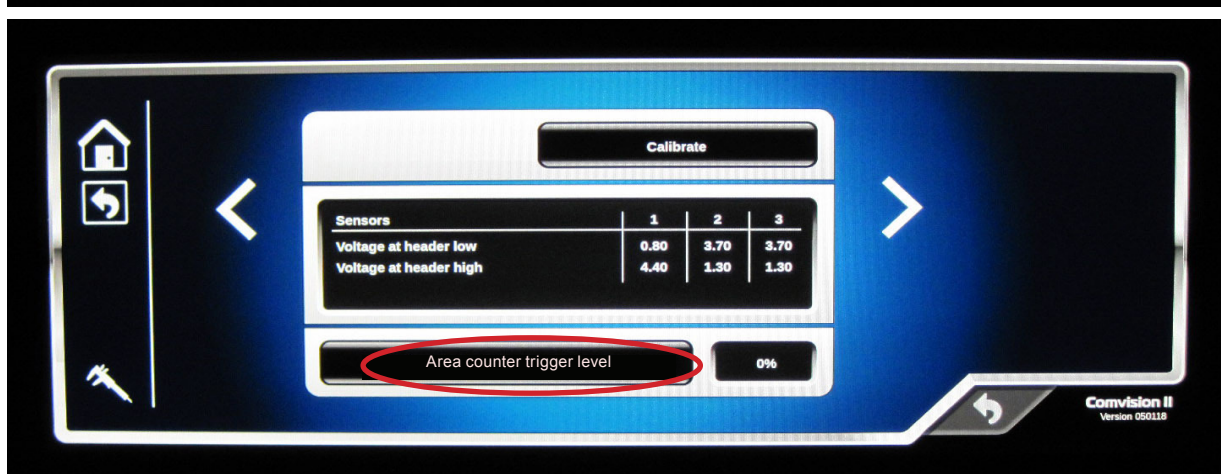 Calibrate
Sensors 1 2 3
Voltage at header low 0.80 3.70 3.70
Voltage at header high 4.40 1.30 1.30
Area counter trigger level 0%
Comvision II
Version 050118